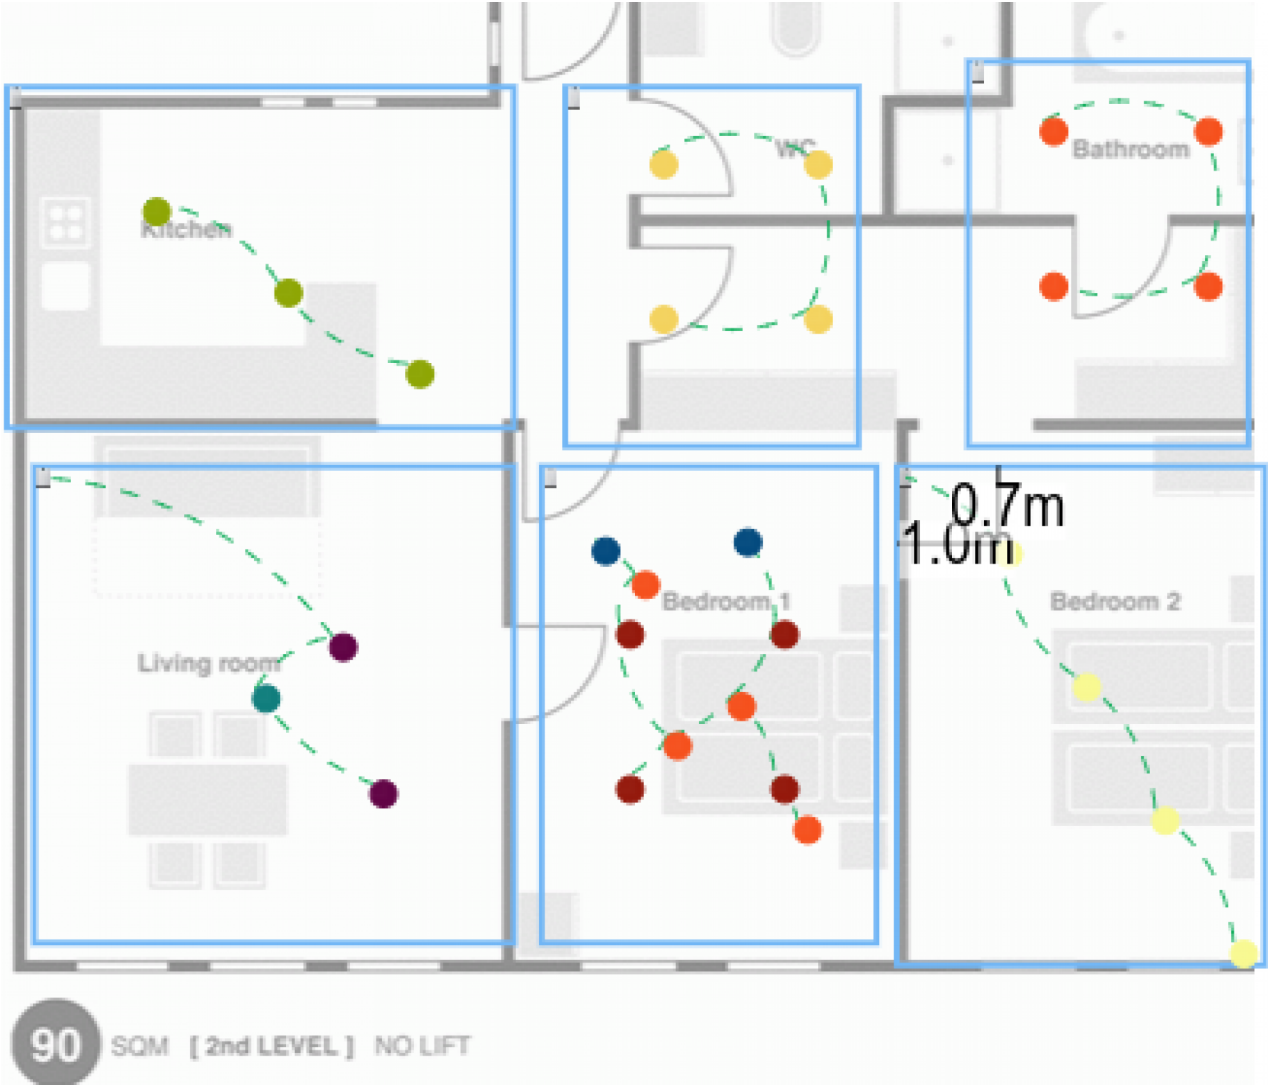 WC
Bathroom
Kitchen
0.7m
1.0m
Bedroom 1
Bedroom 2
Living room
90 SQM [ 2nd LEVEL ] NO LIFT